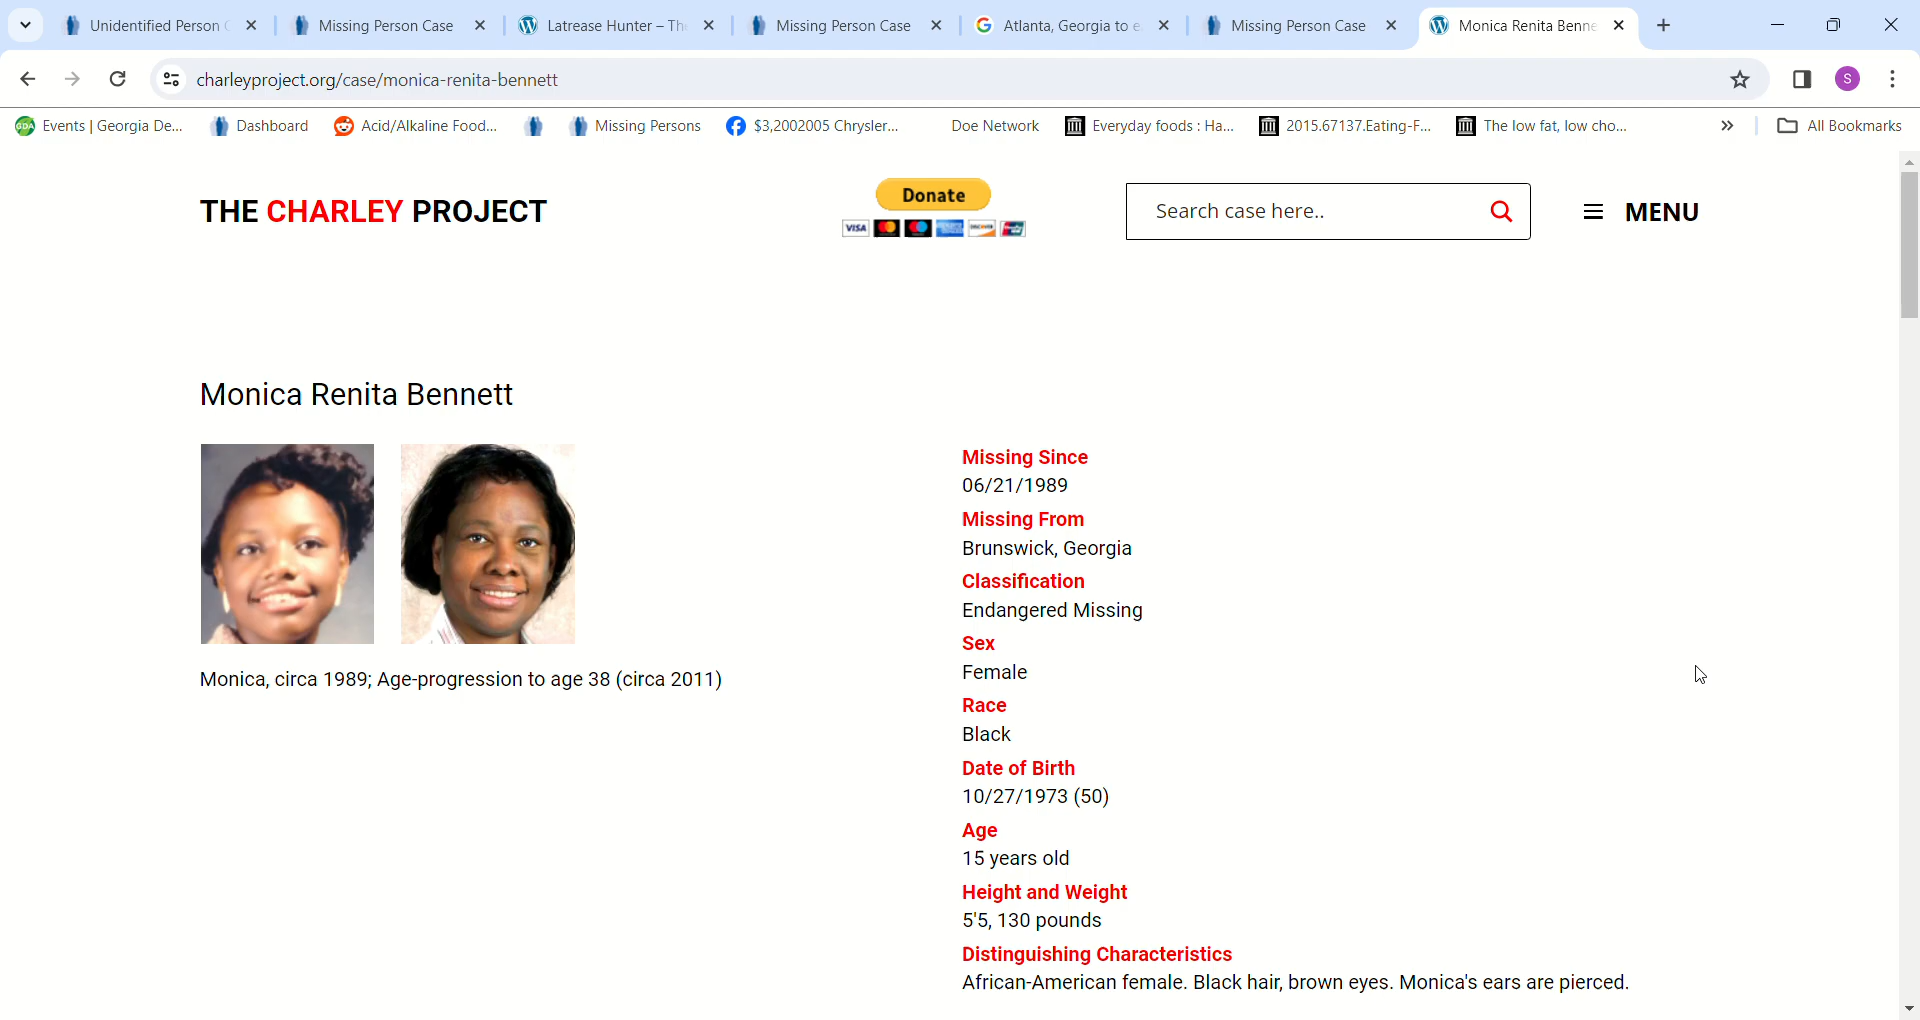 Unidentified Person C
Missing Person Case
Latrease Hunter – The
Missing Person Case
Atlanta, Georgia to e
Missing Person Case
Monica Renita Benne
charleyproject.org/case/monica-renita-bennett
S
GDA Events | Georgia De...
Dashboard
Acid/Alkaline Food...
Missing Persons
$3,2002005 Chrysler...
Doe Network
Everyday foods : Ha...
2015.67137.Eating-F...
The low fat, low cho...
All Bookmarks
THE CHARLEY PROJECT
Donate
VISA
Search case here..
MENU
Monica Renita Bennett
Monica, circa 1989; Age-progression to age 38 (circa 2011)
Missing Since
06/21/1989
Missing From
Brunswick, Georgia
Classification
Endangered Missing
Sex
Female
Race
Black
Date of Birth
10/27/1973 (50)
Age
15 years old
Height and Weight
5'5, 130 pounds
Distinguishing Characteristics
African-American female. Black hair, brown eyes. Monica's ears are pierced.